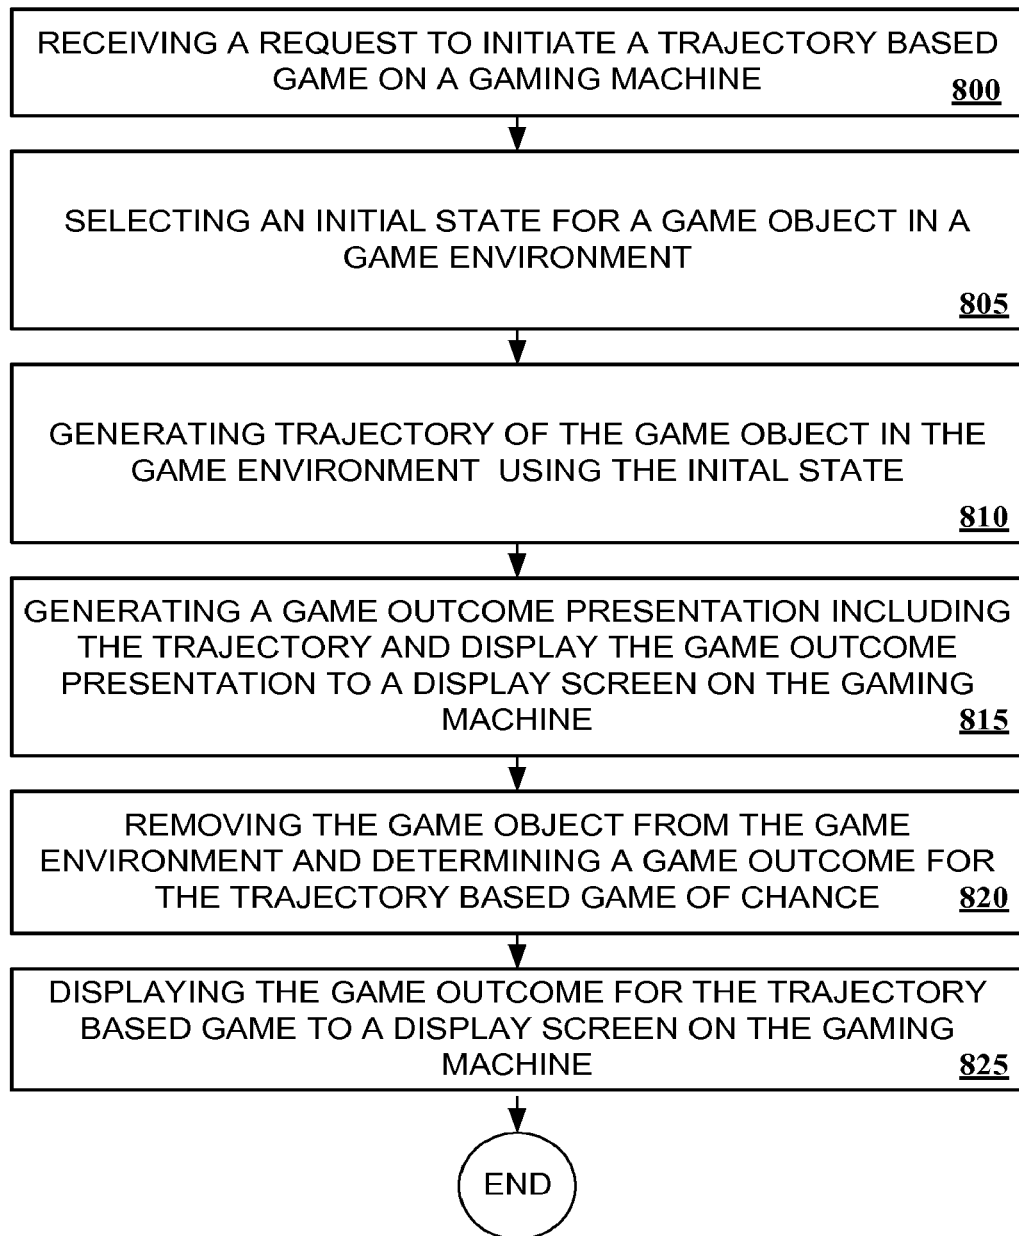 RECEIVING A REQUEST TO INITIATE A TRAJECTORY BASED
GAME ON A GAMING MACHINE
800
SELECTING AN INITIAL STATE FOR A GAME OBJECT IN A
GAME ENVIRONMENT
805
GENERATING TRAJECTORY OF THE GAME OBJECT IN THE
GAME ENVIRONMENT USING THE INITAL STATE
810
GENERATING A GAME OUTCOME PRESENTATION INCLUDING
THE TRAJECTORY AND DISPLAY THE GAME OUTCOME
PRESENTATION TO A DISPLAY SCREEN ON THE GAMING
MACHINE 815
REMOVING THE GAME OBJECT FROM THE GAME
ENVIRONMENT AND DETERMINING A GAME OUTCOME FOR
THE TRAJECTORY BASED GAME OF CHANCE 820
DISPLAYING THE GAME OUTCOME FOR THE TRAJECTORY
BASED GAME TO A DISPLAY SCREEN ON THE GAMING
MACHINE 825
END